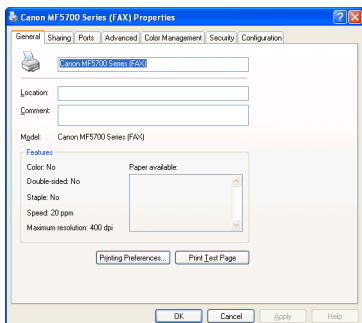 Canon MF5700 Series (FAX) Properties
General Sharing Ports Advanced Color Management Security Configuration
Canon MF5700 Series (FAX)
Location:
Comment:
Model: Canon MF5700 Series (FAX)
Features
Color: No Paper available:
Double-sided: No
Staple: No
Speed: 20 ppm
Maximum resolution: 400 dpi
Printing Preferences... Print Test Page
OK Cancel Apply Help